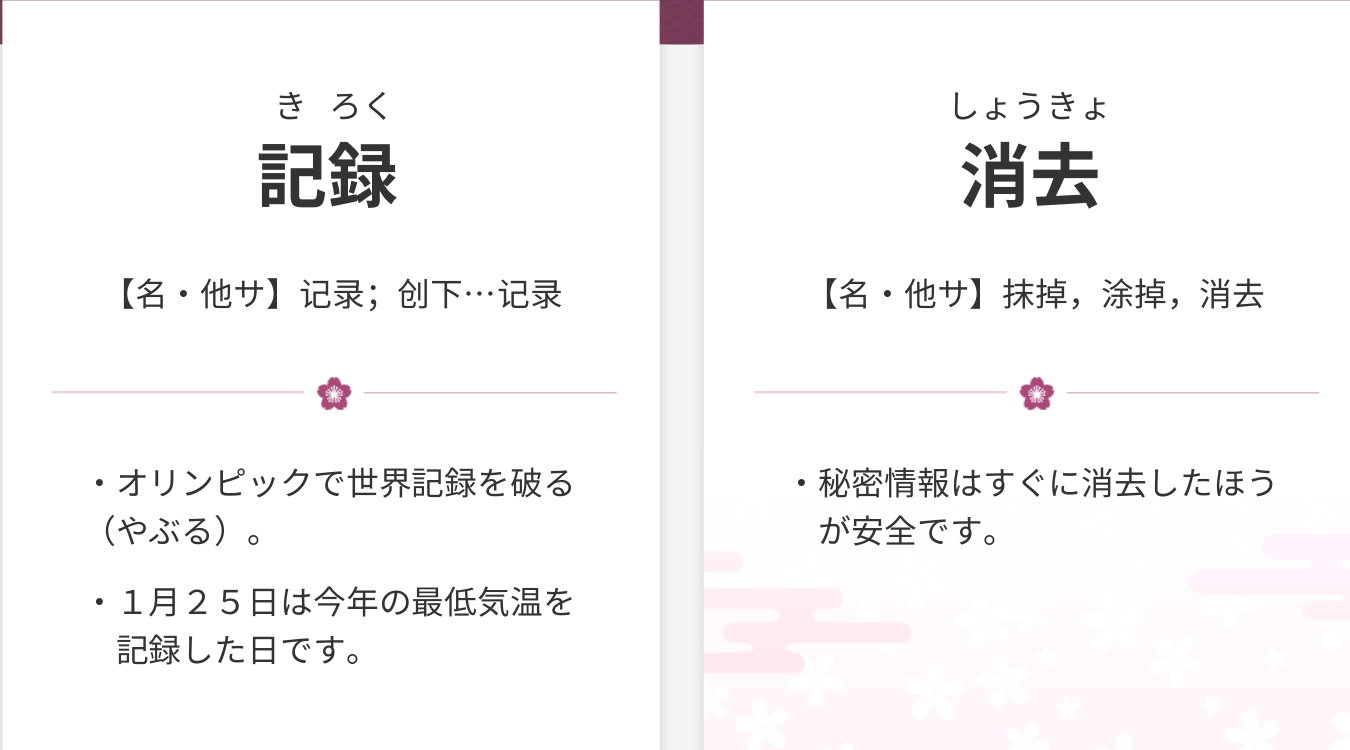 き ろく
記録
【名・他サ】记录；创下…记录
・オリンピックで世界記録を破る
（やぶる）。
・１月２５日は今年の最低気温を
記録した日です。
しょうきょ
消去
【名・他サ】抹掉，涂掉，消去
・秘密情報はすぐに消去したほう
が安全です。